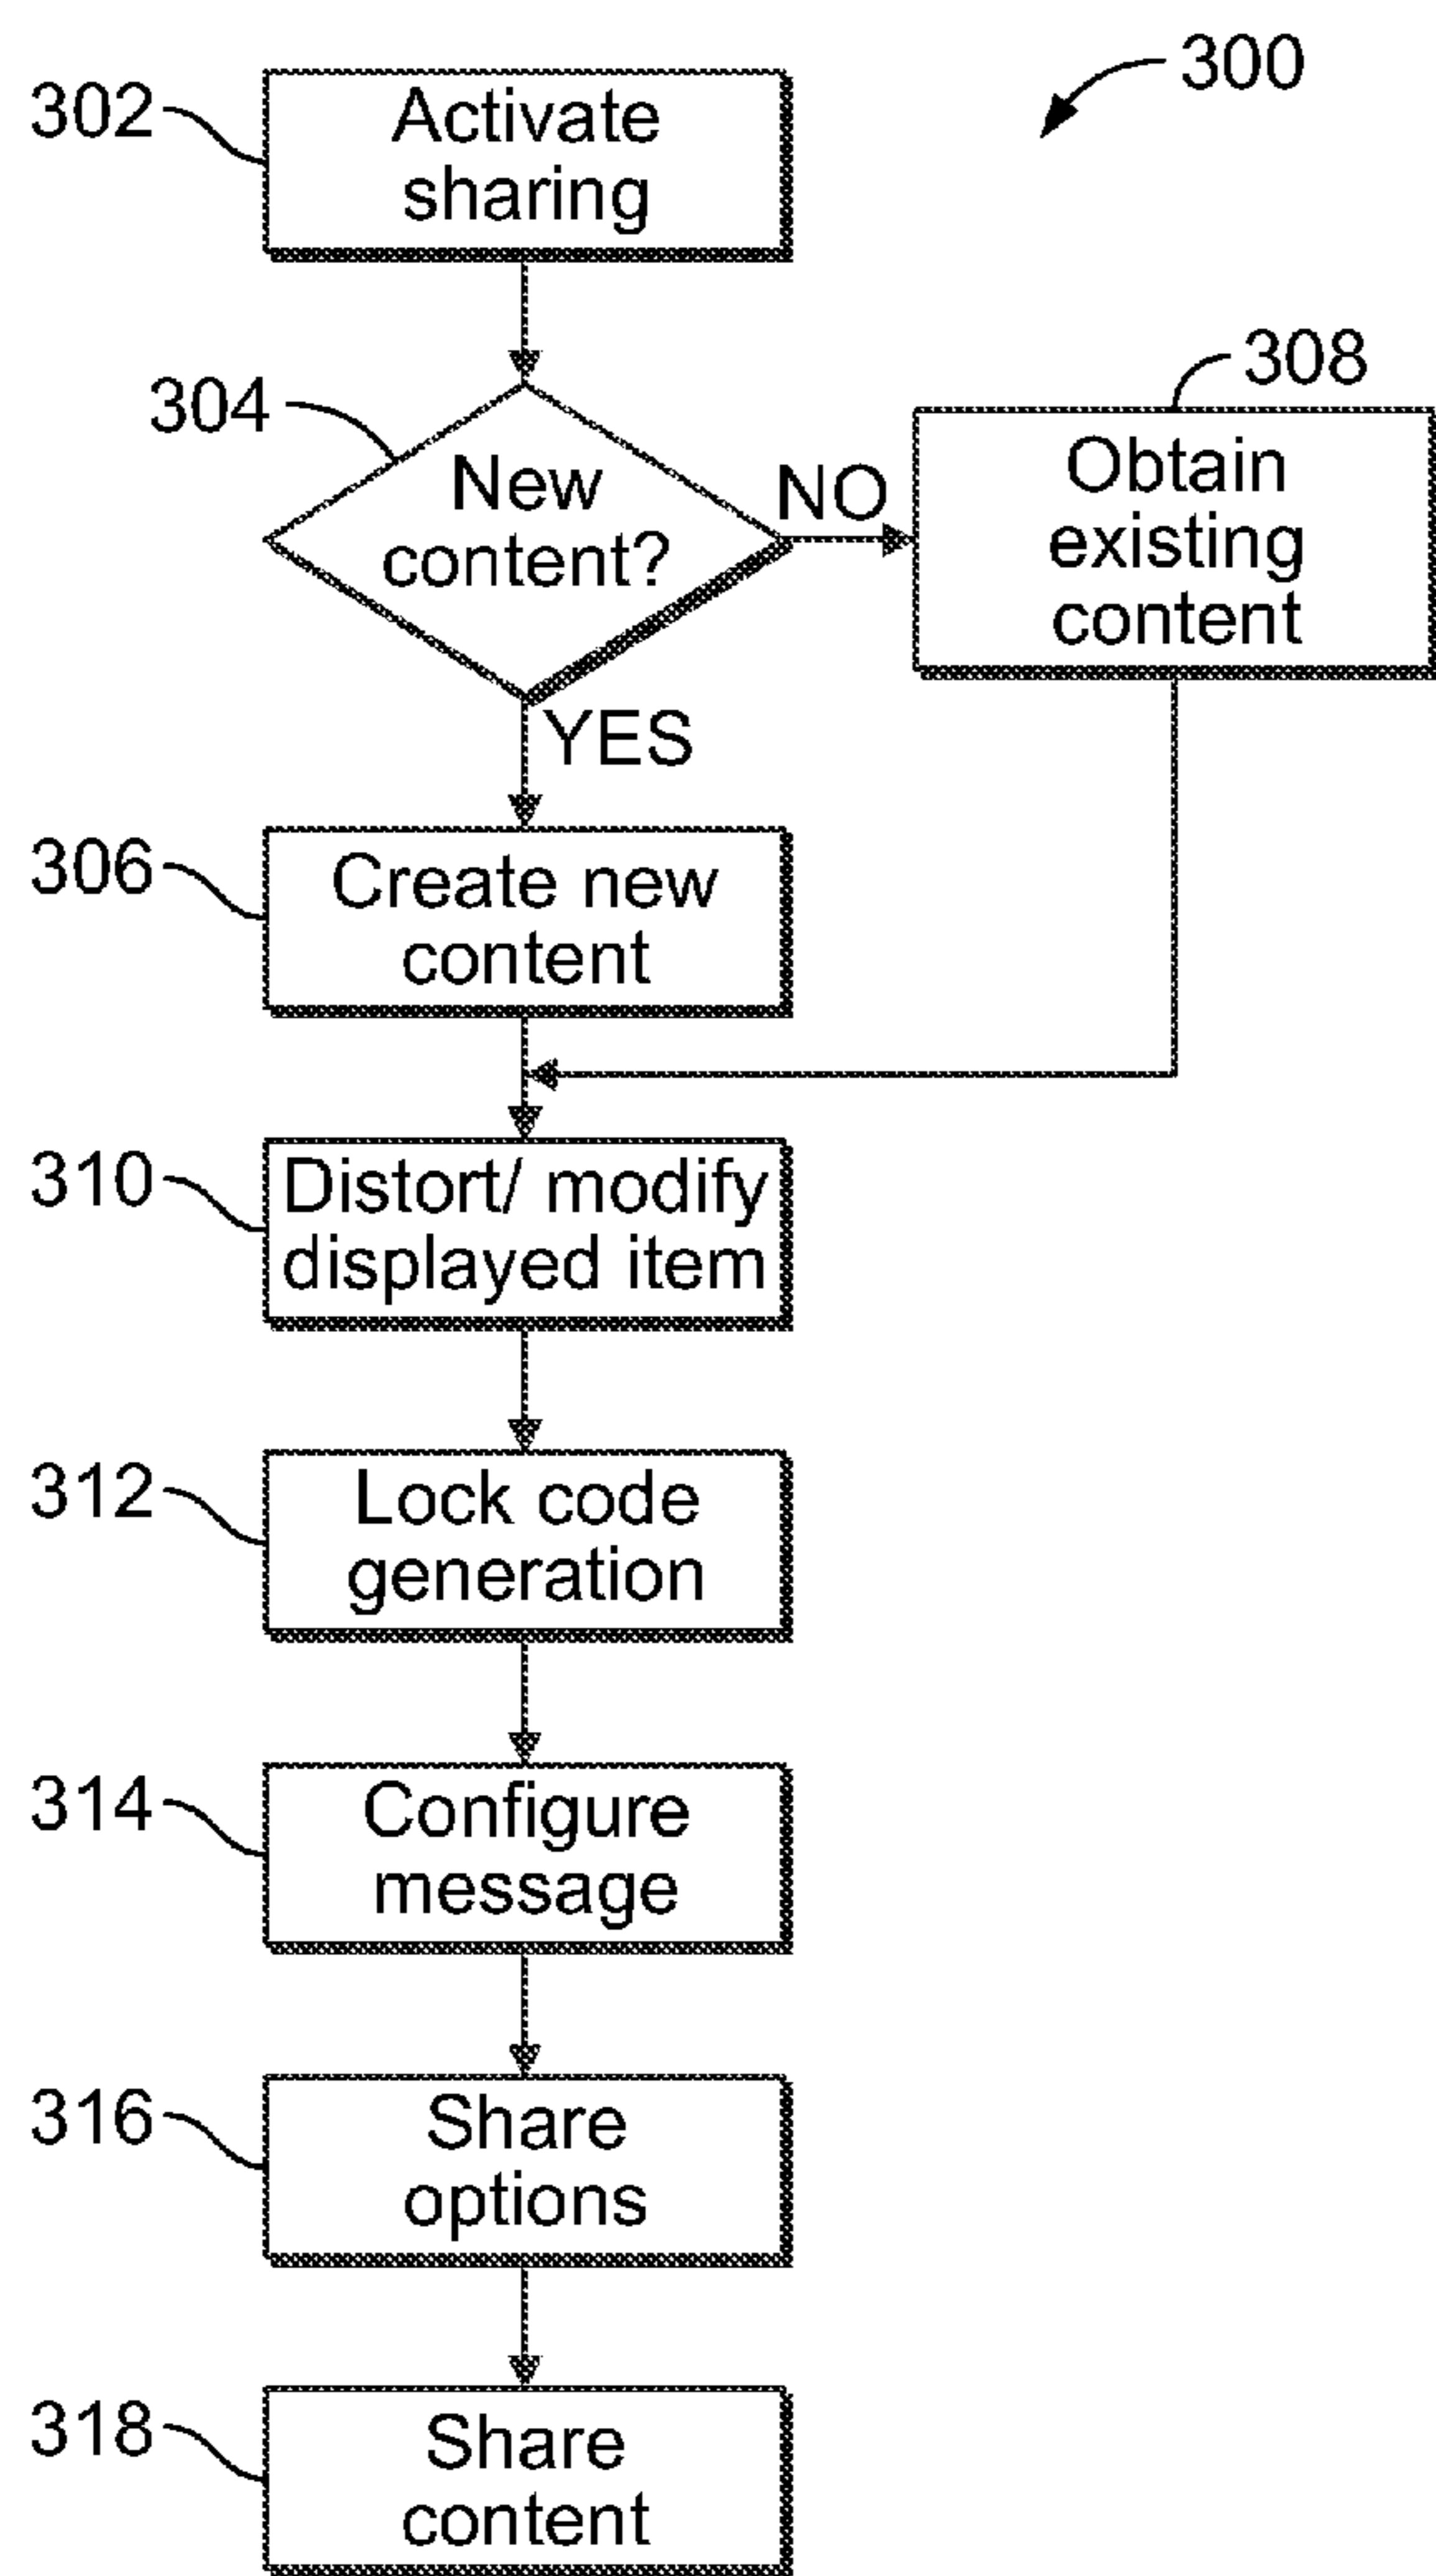 300
302
Activate
sharing
304
New
content?
NO
308
Obtain
existing
content
YES
306
Create new
content
310
Distort/ modify
displayed item
312
Lock code
generation
314
Configure
message
316
Share
options
318
Share
content